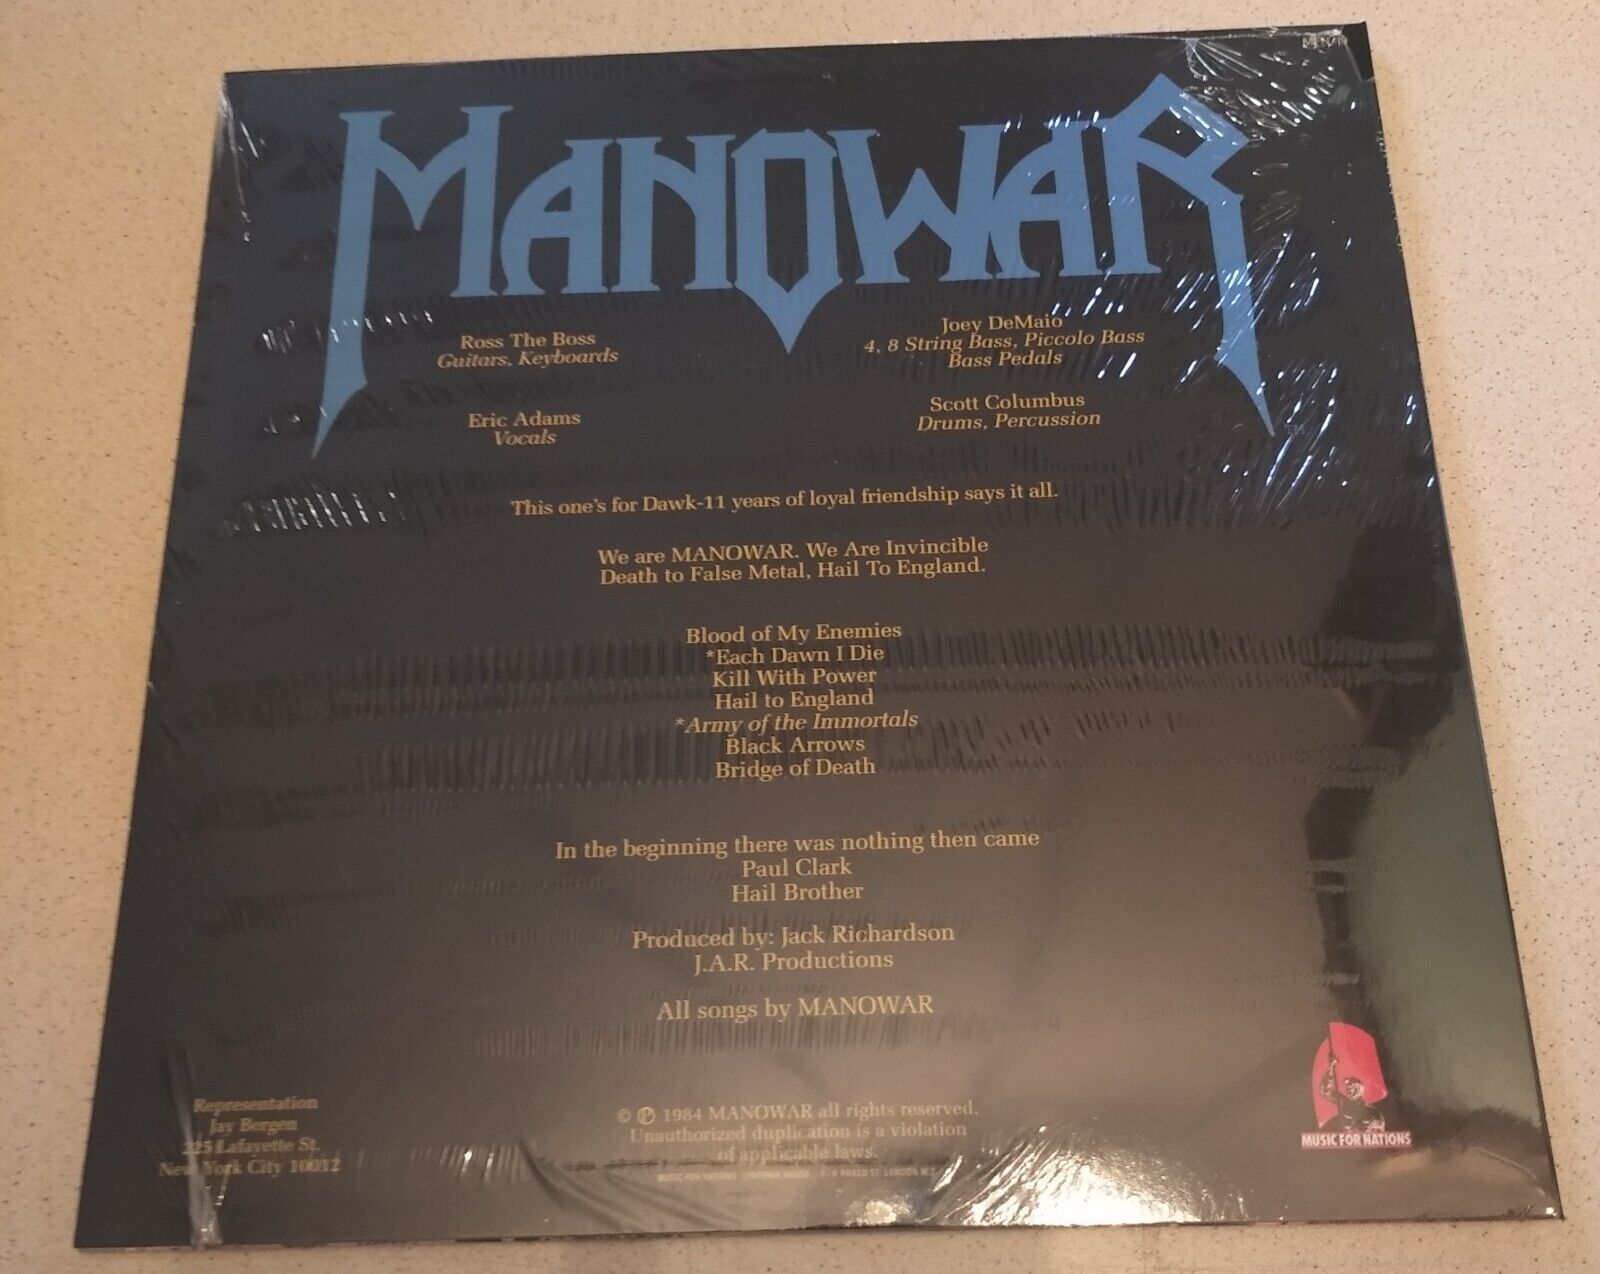 MANOWAR
Ross The Boss
Guitars, Keyboards
Joey DeMaio
4, 8 String Bass, Piccolo Bass
Bass Pedals
Eric Adams
Vocals
Scott Columbus
Drums, Percussion
This one's for Dawk-11 years of loyal friendship says it all.
We are MANOWAR. We Are Invincible
Death to False Metal, Hail To England.
Blood of My Enemies
*Each Dawn I Die
Kill With Power
Hail to England
*Army of the Immortals
Black Arrows
Bridge of Death
In the beginning there was nothing then came
Paul Clark
Hail Brother
Produced by: Jack Richardson
J.A.R. Productions
All songs by MANOWAR
Representation
Jay Bergen
225 Lafayette St.
New York City 10012
© ℗ 1984 MANOWAR all rights reserved.
Unauthorized duplication is a violation
of applicable laws.
MUSIC FOR NATIONS
MUSIC FOR NATIONS